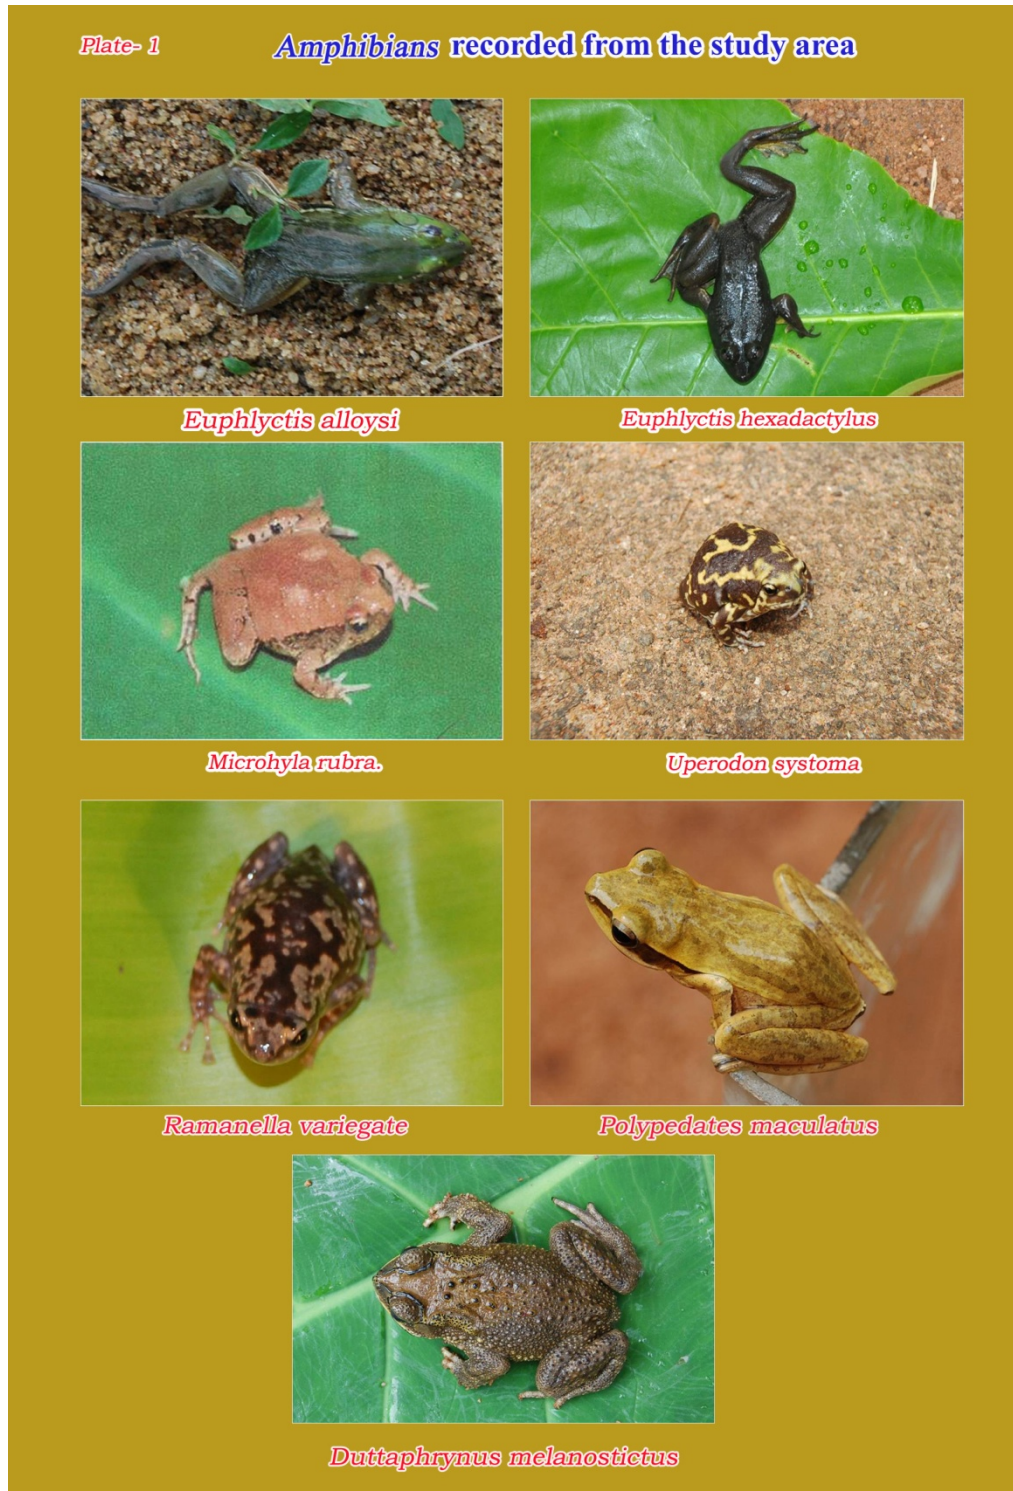 Plate- 1
Amphibians recorded from the study area
Euphlyctis alloysi
Euphlyctis hexadactylus
Microhyla rubra.
Uperodon systoma
Ramanella variegate
Polypedates maculatus
Duttaphrynus melanostictus